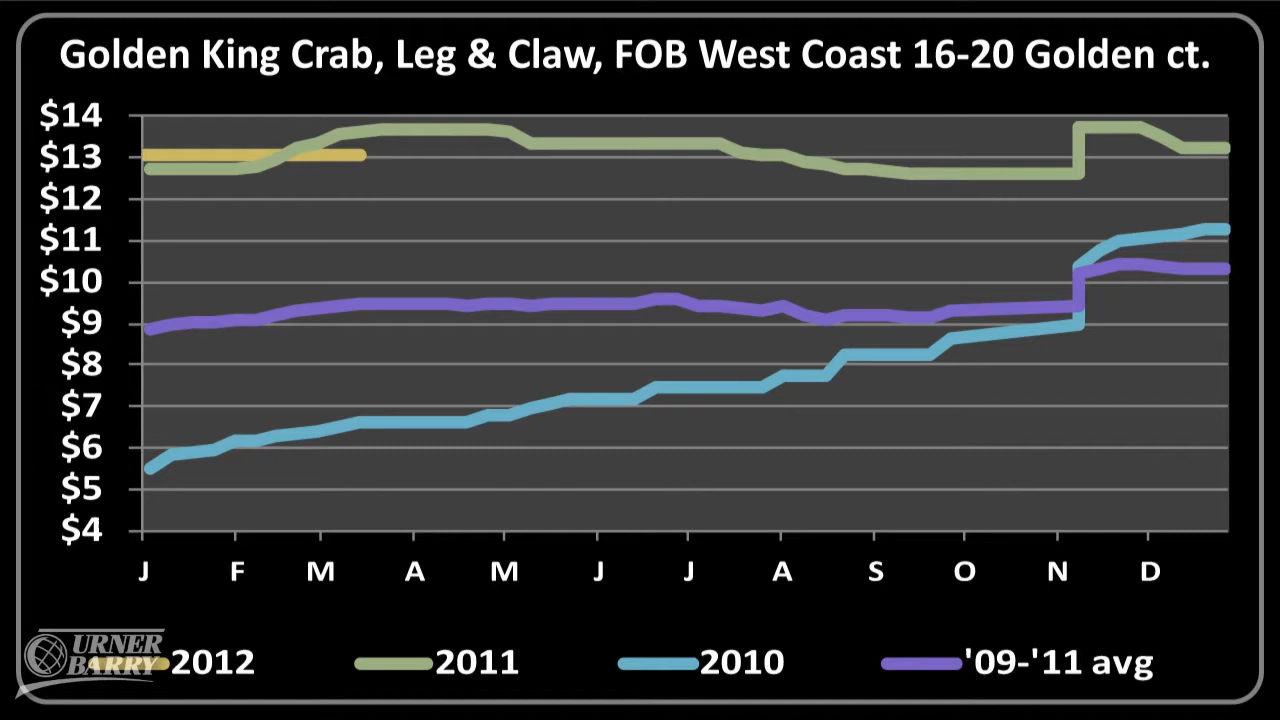 Golden King Crab, Leg & Claw, FOB West Coast 16-20 Golden ct.
$14
$13
$12
$11
$10
$9
$8
$7
$6
$5
$4
J F M A M J J A S O N D
URNER
BARRY
2012 2011 2010 '09-'11 avg